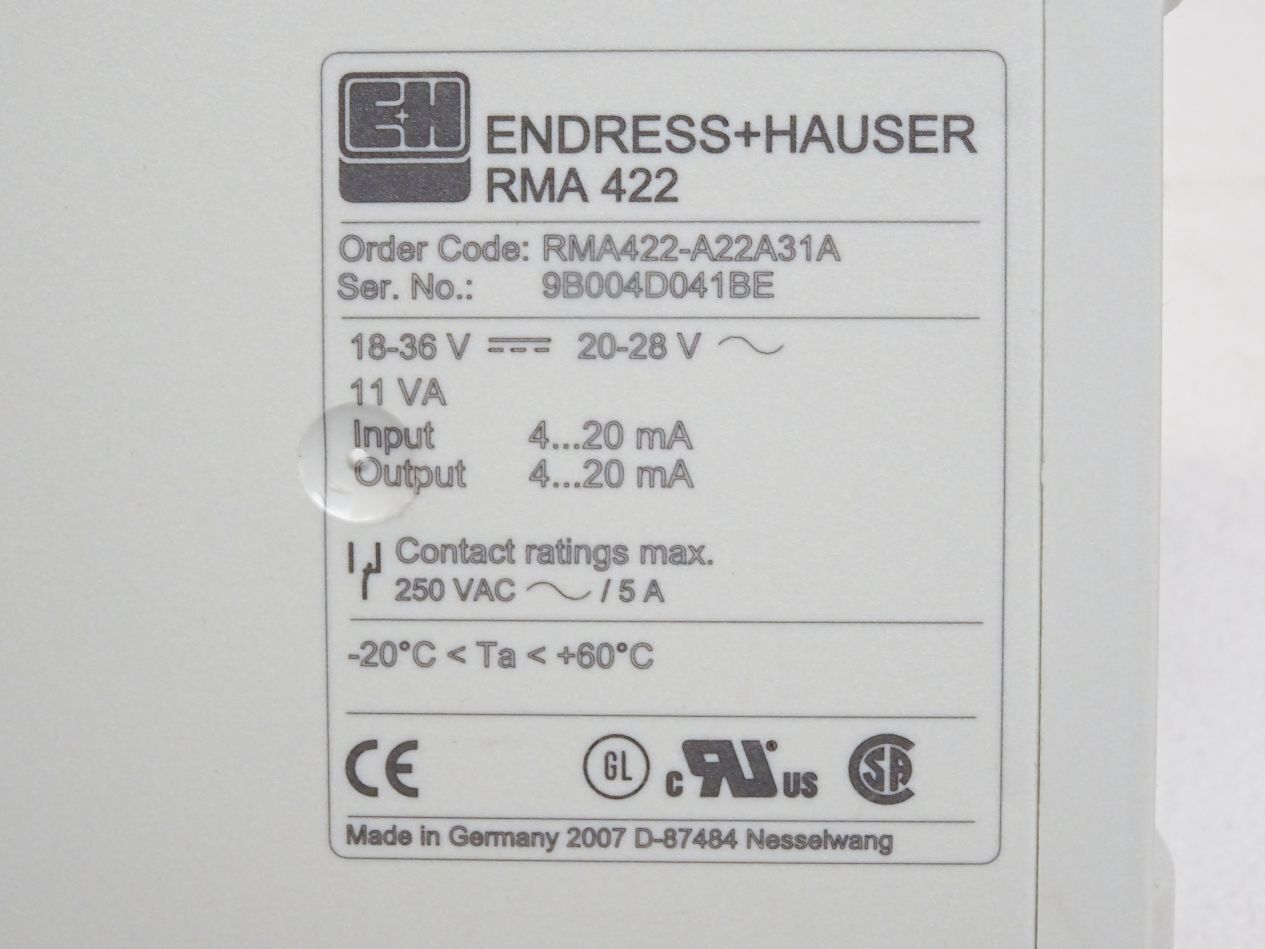 E+H
ENDRESS+HAUSER
RMA 422
Order Code: RMA422-A22A31A
Ser. No.: 9B004D041BE
18-36 V ⎓ 20-28 V ∼
11 VA
Input 4...20 mA
Output 4...20 mA
Contact ratings max.
250 VAC ∼ / 5 A
-20°C < Ta < +60°C
CE GL c RU® US SA
Made in Germany 2007 D-87484 Nesselwang